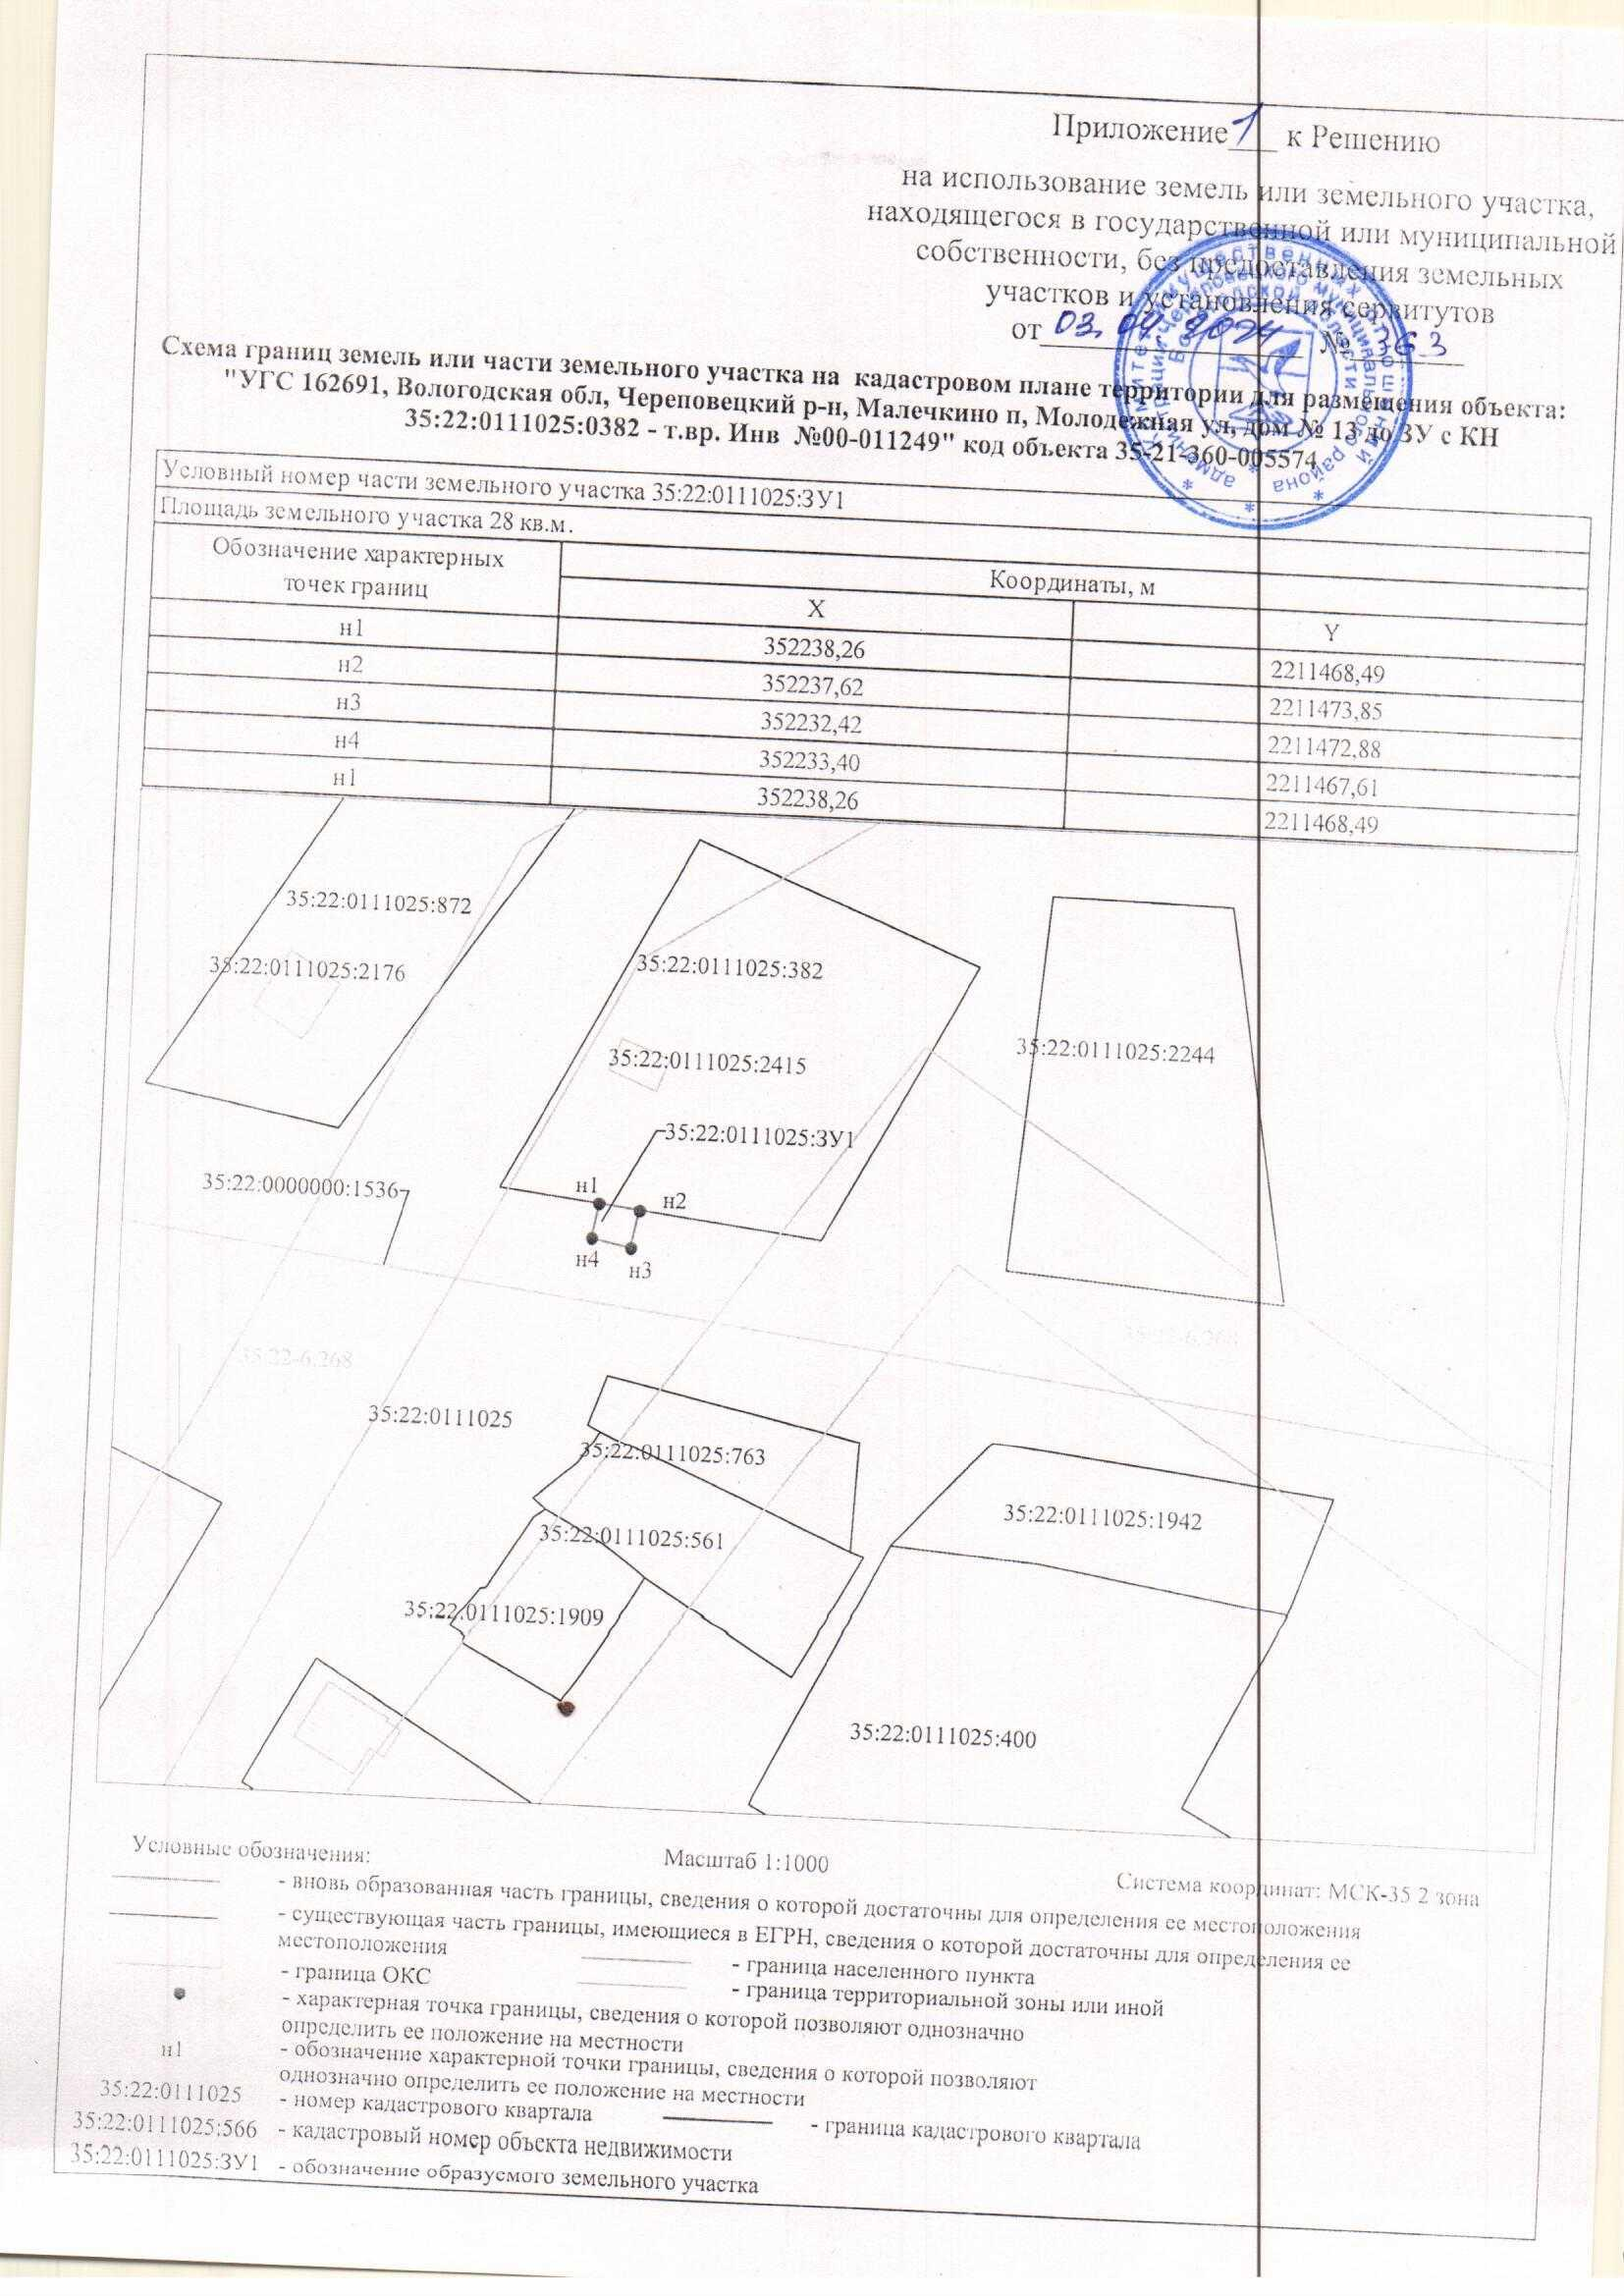 Приложение 1 к Решению
на использование земель или земельного участка,
находящегося в государственной или муниципальной
собственности, без предоставления земельных
участков и установления сервитутов
от 03.04.2024 № 363
Схема границ земель или части земельного участка на кадастровом плане территории для размещения объекта:
"УГС 162691, Вологодская обл, Череповецкий р-н, Малечкино п, Молодежная ул, дом № 13 до ЗУ с КН
35:22:0111025:0382 - т.вр. Инв №00-011249" код объекта 35-21-360-005574
Условный номер части земельного участка 35:22:0111025:ЗУ1
Площадь земельного участка 28 кв.м.
Обозначение характерных точек границ
Координаты, м
X Y
н1 352238,26 2211468,49
н2 352237,62 2211473,85
н3 352232,42 2211472,88
н4 352233,40 2211467,61
н1 352238,26 2211468,49
35:22:0111025:872
35:22:0111025:2176
35:22:0111025:382
35:22:0111025:2415
35:22:0111025:2244
35:22:0111025:ЗУ1
35:22:0000000:1536
н1
н2
н4
н3
35:22-6.268
35:22-6.268
35:22:0111025
35:22:0111025:763
35:22:0111025:561
35:22:0111025:1942
35:22:0111025:1909
35:22:0111025:400
Условные обозначения:
Масштаб 1:1000
Система координат: МСК-35 2 зона
- вновь образованная часть границы, сведения о которой достаточны для определения ее местоположения
- существующая часть границы, имеющиеся в ЕГРН, сведения о которой достаточны для определения ее
местоположения
- граница населенного пункта
- граница ОКС
- граница территориальной зоны или иной
- характерная точка границы, сведения о которой позволяют однозначно
определить ее положение на местности
н1 - обозначение характерной точки границы, сведения о которой позволяют
однозначно определить ее положение на местности
35:22:0111025 - номер кадастрового квартала
- граница кадастрового квартала
35:22:0111025:566 - кадастровый номер объекта недвижимости
35:22:0111025:ЗУ1 - обозначение образуемого земельного участка